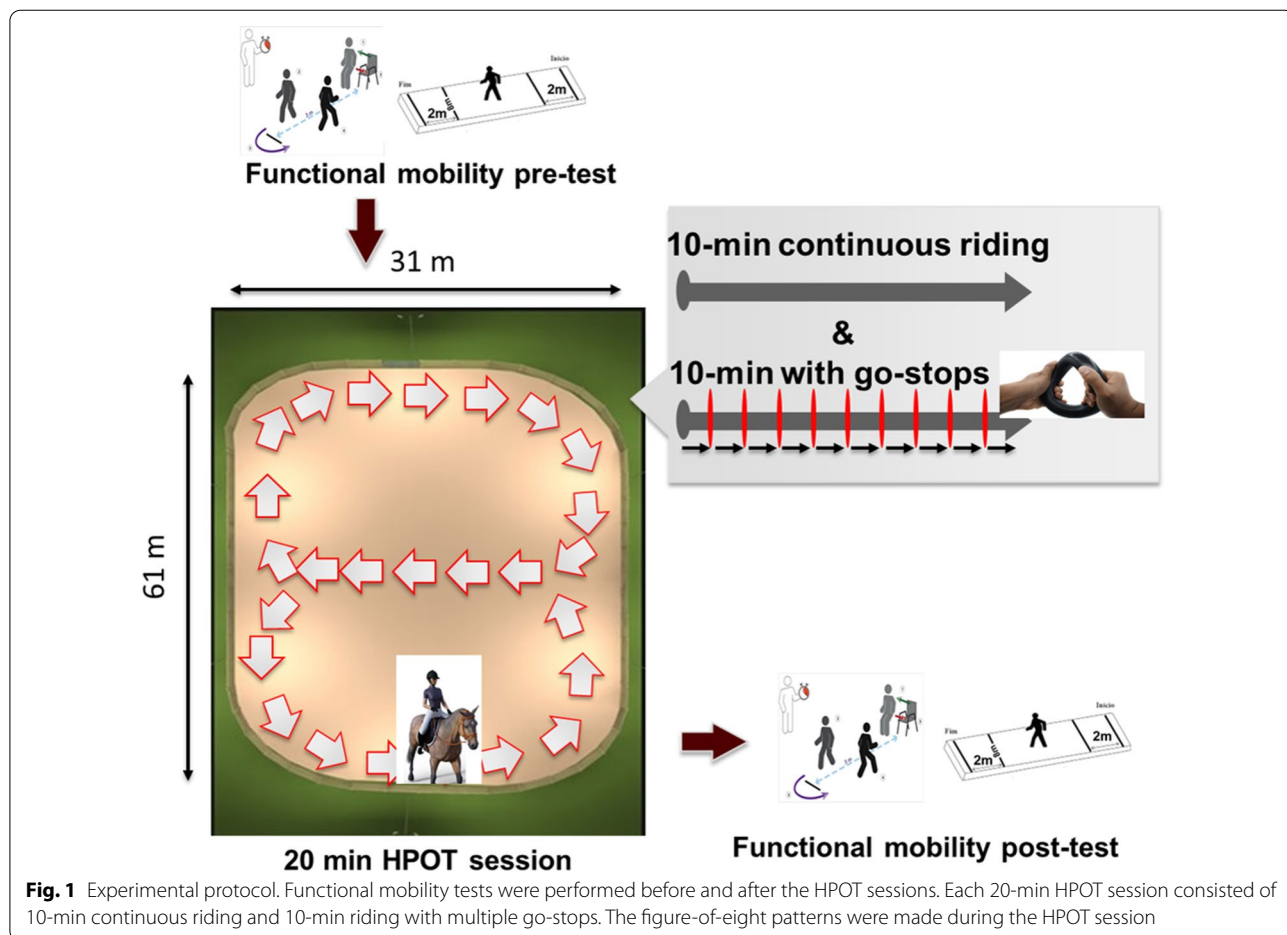 Início
Fim
2m
8m
2m
Functional mobility pre-test
31 m
10-min continuous riding
&
10-min with go-stops
61 m
Início
Fim
2m
8m
2m
20 min HPOT session
Functional mobility post-test
Fig. 1 Experimental protocol. Functional mobility tests were performed before and after the HPOT sessions. Each 20-min HPOT session consisted of
10-min continuous riding and 10-min riding with multiple go-stops. The figure-of-eight patterns were made during the HPOT session